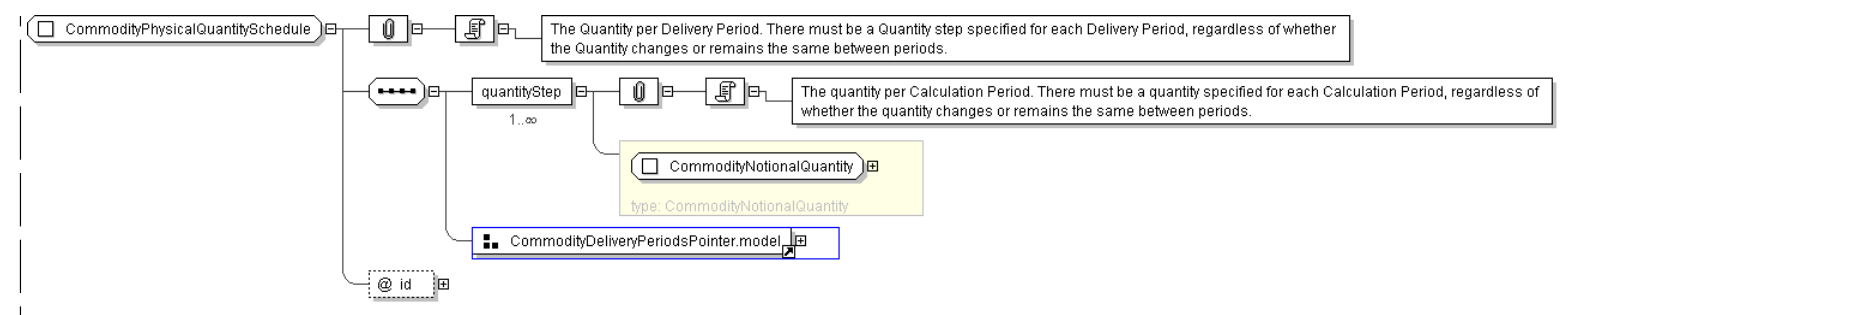 CommodityPhysicalQuantitySchedule
The Quantity per Delivery Period. There must be a Quantity step specified for each Delivery Period, regardless of whether
the Quantity changes or remains the same between periods.
quantityStep
1..∞
The quantity per Calculation Period. There must be a quantity specified for each Calculation Period, regardless of
whether the quantity changes or remains the same between periods.
CommodityNotionalQuantity
type: CommodityNotionalQuantity
CommodityDeliveryPeriodsPointer.model
@ id